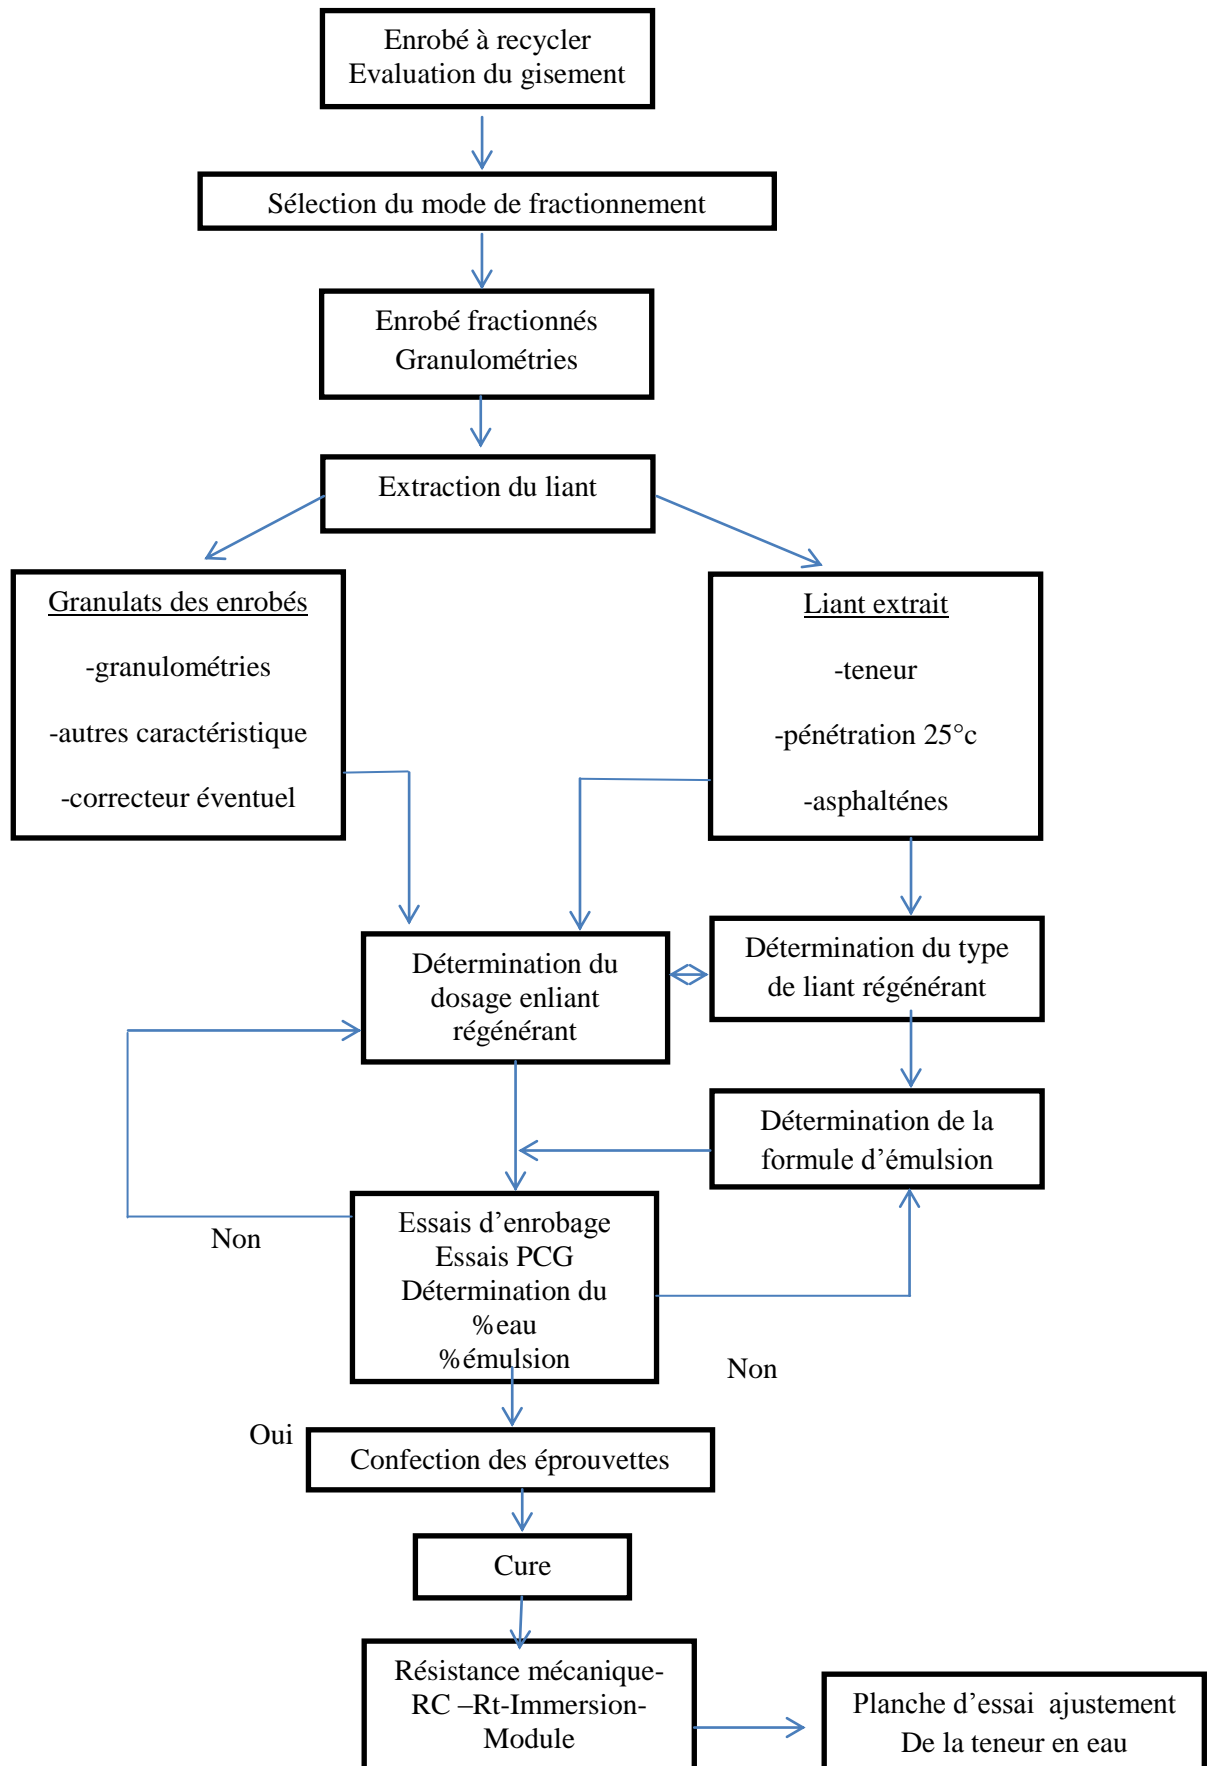 Enrobé à recycler
Evaluation du gisement
Sélection du mode de fractionnement
Enrobé fractionnés
Granulométries
Extraction du liant
Granulats des enrobés
-granulométries
-autres caractéristique
-correcteur éventuel
Liant extrait
-teneur
-pénétration 25°c
-asphalténes
Détermination du
dosage enliant
régénérant
Détermination du type
de liant régénérant
Détermination de la
formule d’émulsion
Non
Essais d’enrobage
Essais PCG
Détermination du
%eau
%émulsion
Non
Oui
Confection des éprouvettes
Cure
Résistance mécanique-
RC –Rt-Immersion-
Module
Planche d’essai  ajustement
De la teneur en eau